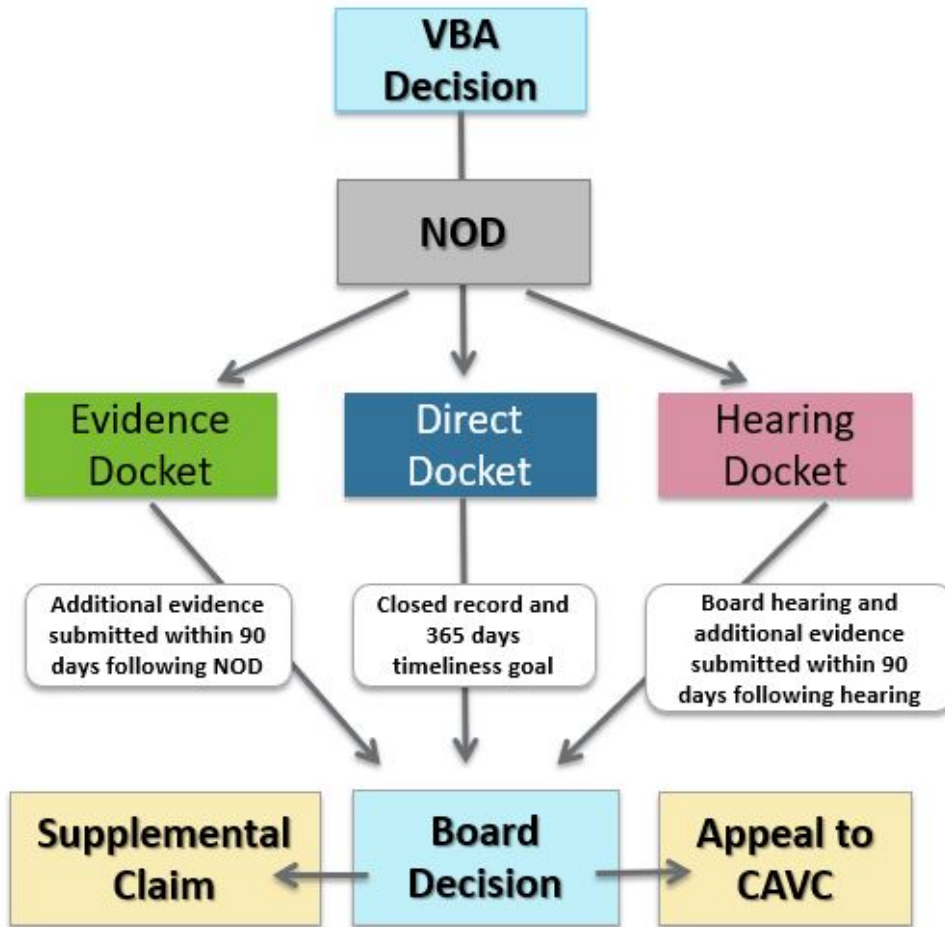 VBA
Decision
NOD
Evidence
Docket
Direct
Docket
Hearing
Docket
Additional evidence
submitted within 90
days following NOD
Closed record and
365 days
timeliness goal
Board hearing and
additional evidence
submitted within 90
days following hearing
Supplemental
Claim
Board
Decision
Appeal to
CAVC